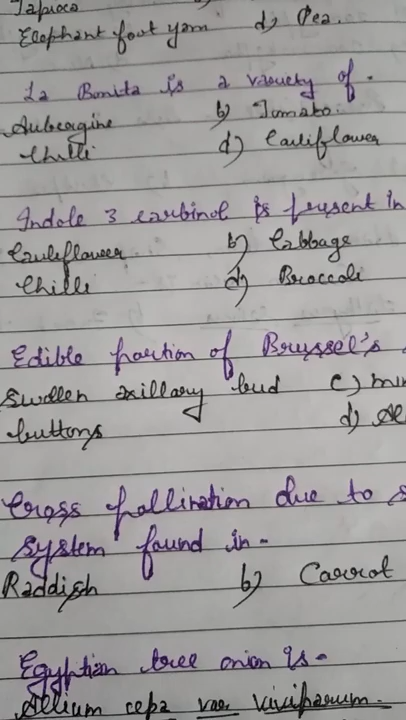 Tapioca
Elephant foot yam d) Pea.
La Bonita is a variety of -
Aubergine b) Tomato.
Chilli d) Cauliflower
Indole 3 carbinol is present in
Cauliflower b) Cabbage
Chilli d) Broccoli
Edible portion of Brussel's
Swollen axillary bud c) 
buttons d)
Cross pollination due to
system found in -
Raddish b) Carrot
Egyptian tree onion is -
Allium cepa var viviparum.